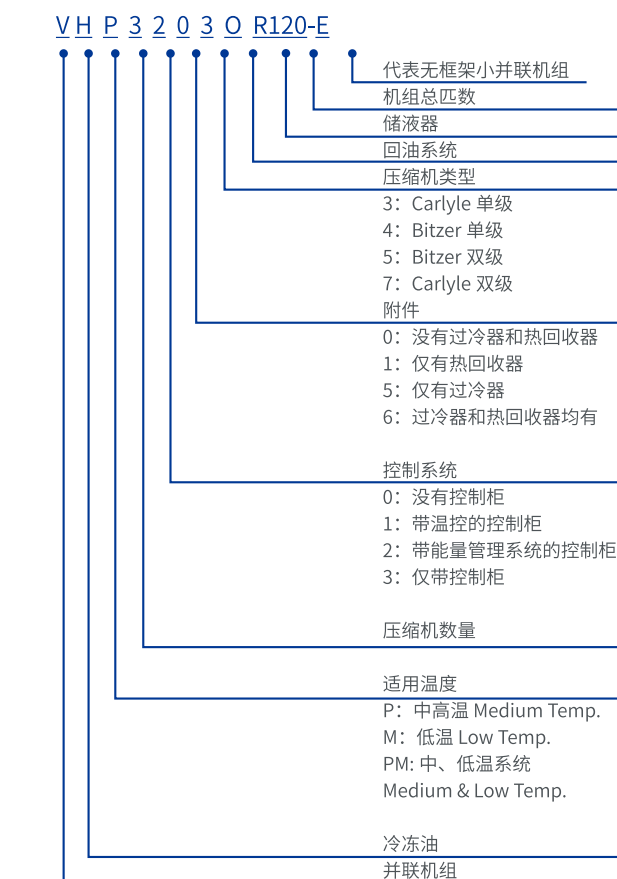 VHP3203O R120-E
代表无框架小并联机组
机组总匹数
储液器
回油系统
压缩机类型
3：Carlyle 单级
4：Bitzer 单级
5：Bitzer 双级
7：Carlyle 双级
附件
0：没有过冷器和热回收器
1：仅有热回收器
5：仅有过冷器
6：过冷器和热回收器均有
控制系统
0：没有控制柜
1：带温控的控制柜
2：带能量管理系统的控制柜
3：仅带控制柜
压缩机数量
适用温度
P：中高温 Medium Temp.
M：低温 Low Temp.
PM: 中、低温系统
Medium & Low Temp.
冷冻油
并联机组